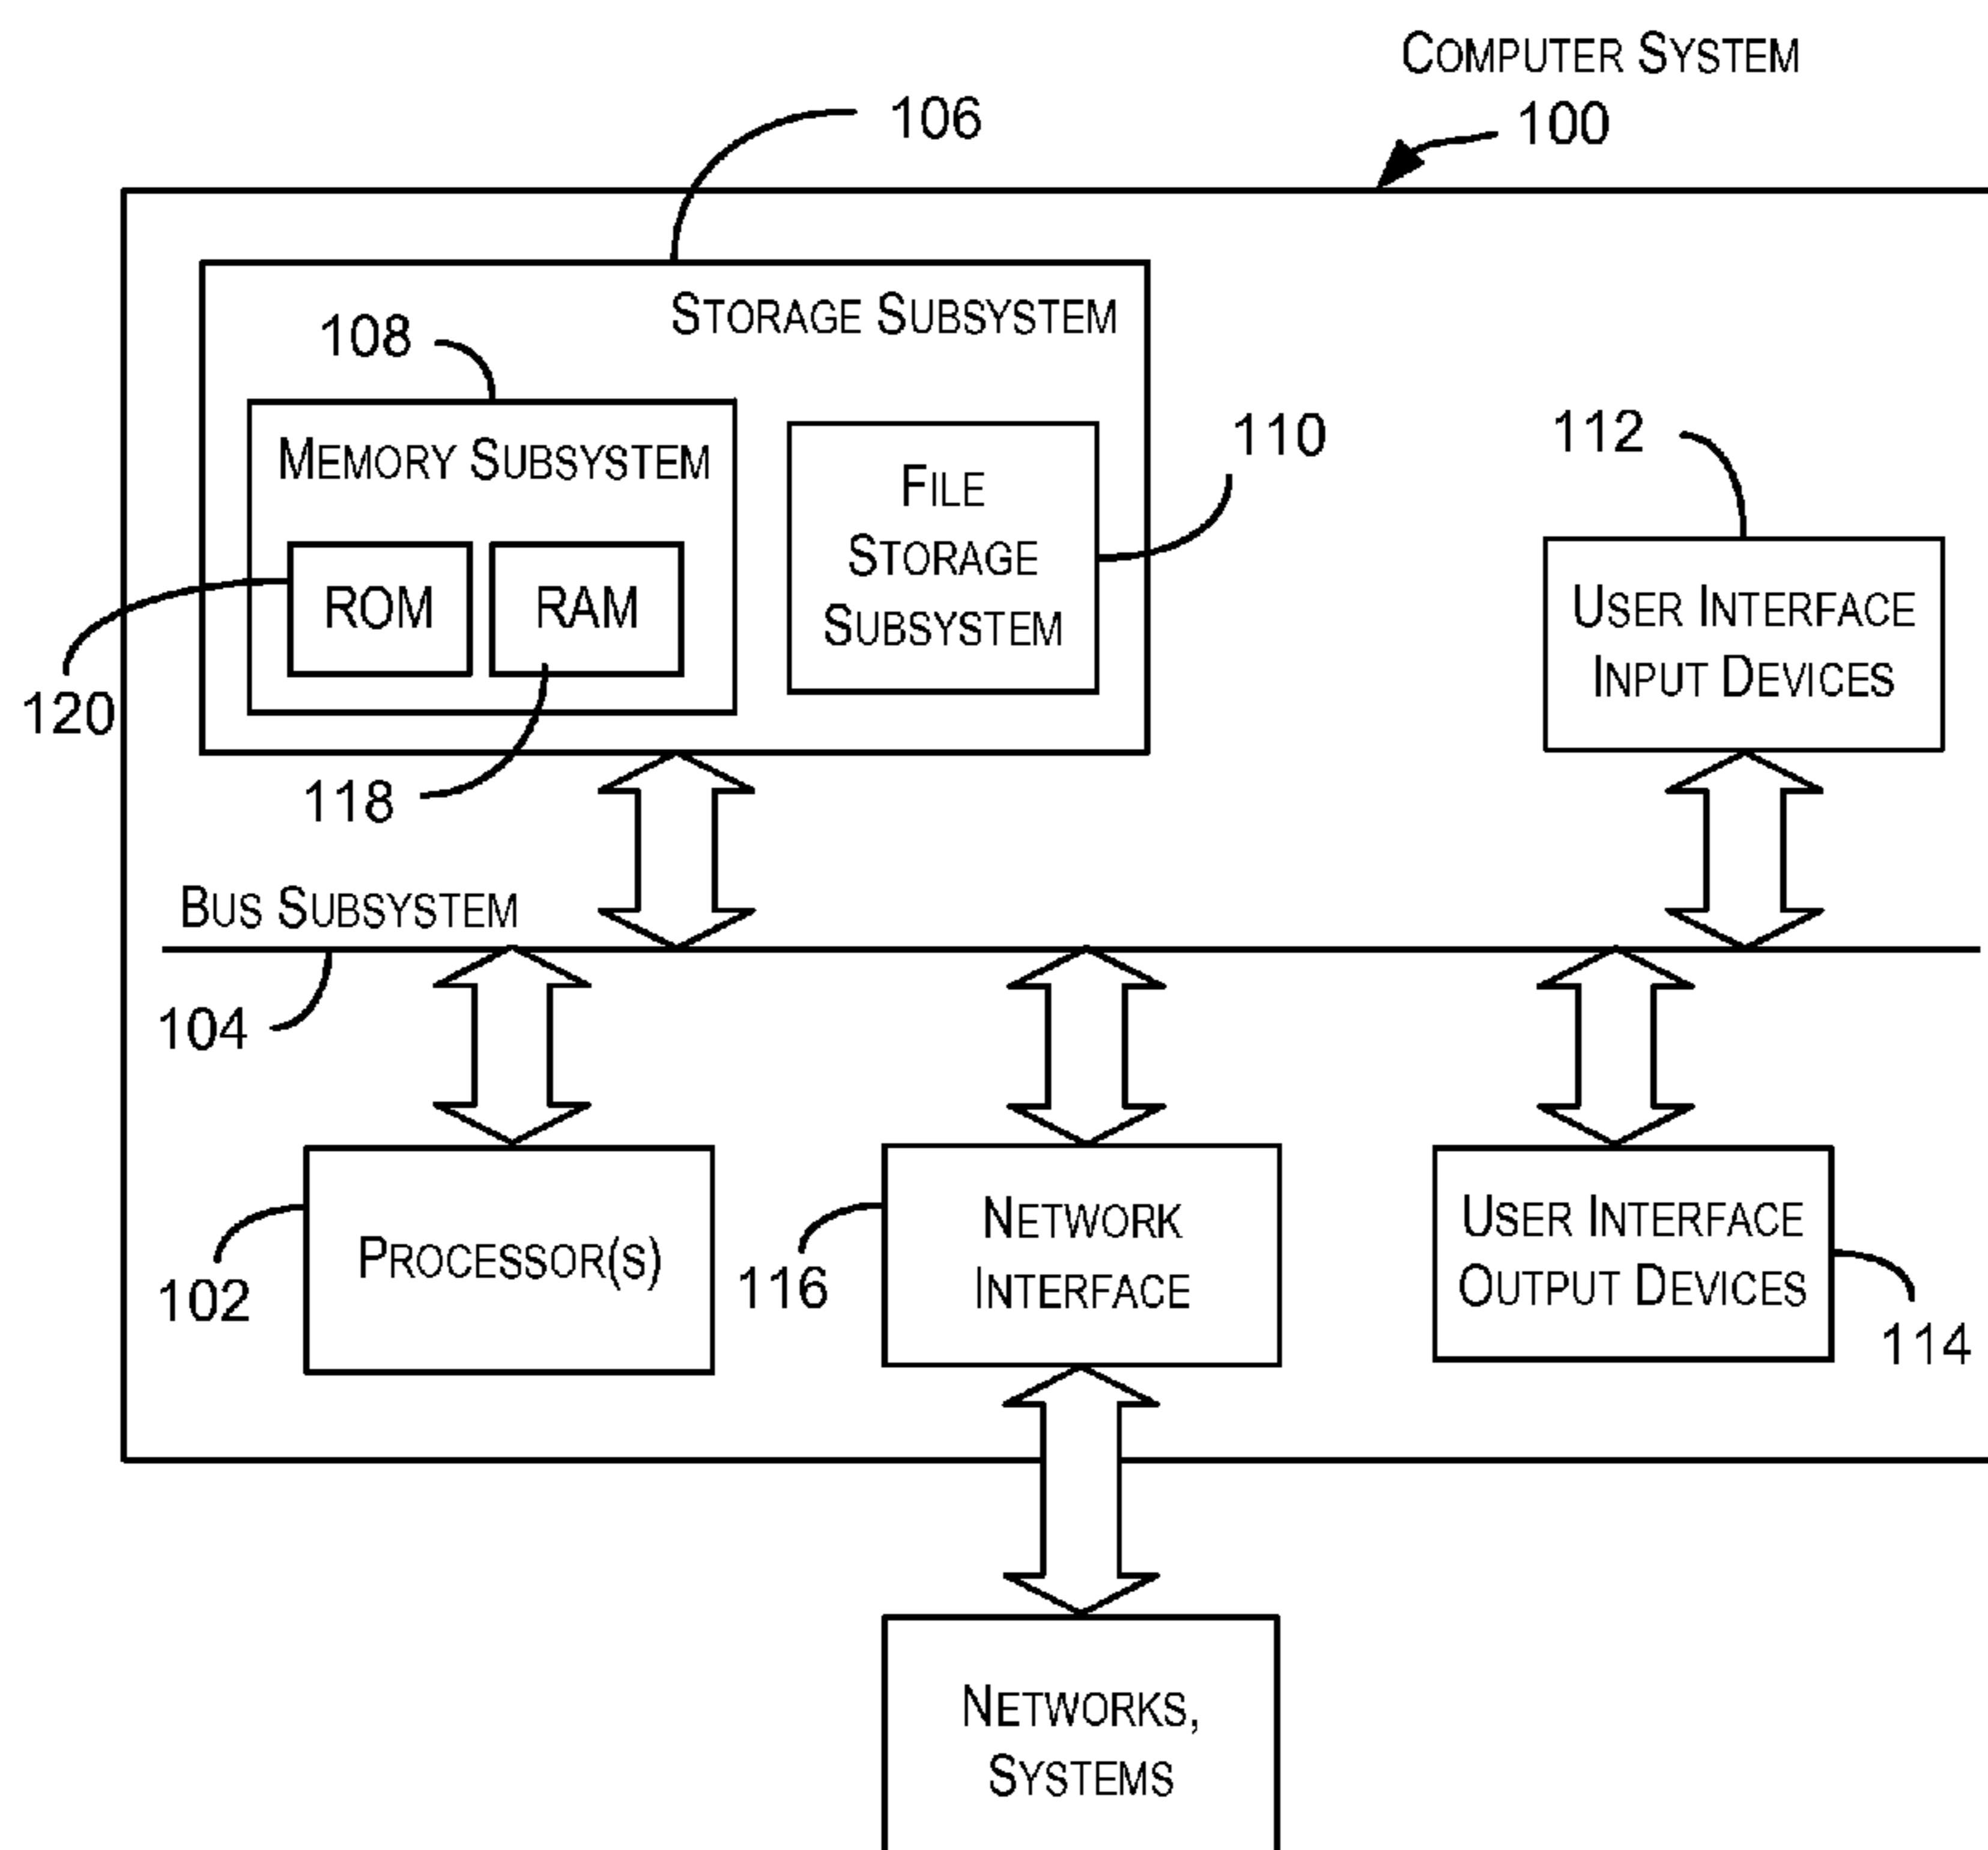 COMPUTER SYSTEM
100
106
STORAGE SUBSYSTEM
108
MEMORY SUBSYSTEM
110
112
FILE
STORAGE
SUBSYSTEM
ROM
RAM
USER INTERFACE
INPUT DEVICES
120
118
BUS SUBSYSTEM
104
PROCESSOR(S)
102
NETWORK
INTERFACE
116
USER INTERFACE
OUTPUT DEVICES
114
NETWORKS,
SYSTEMS